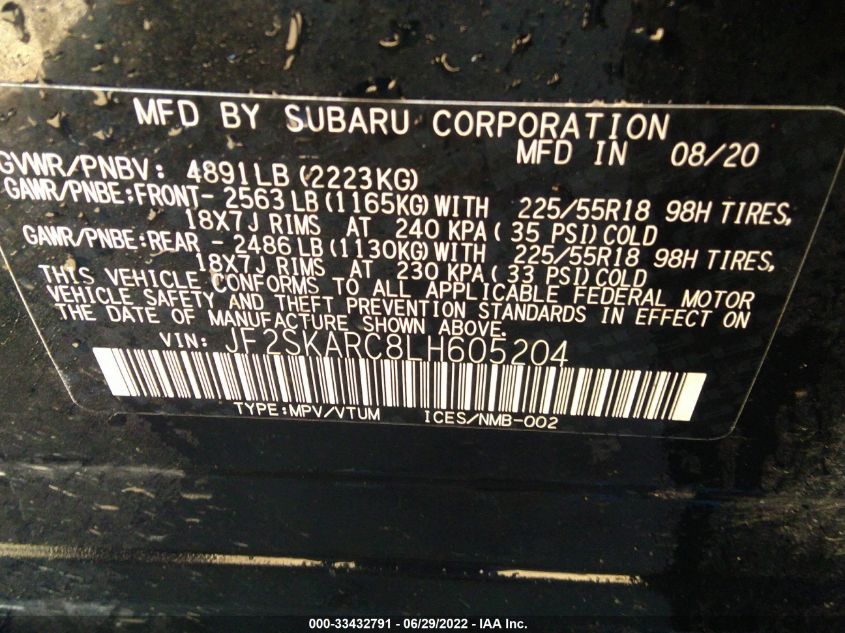 MFD BY SUBARU CORPORATION
MFD IN 08/20
GVWR/PNBV: 4891LB (2223KG)
GAWR/PNBE:FRONT- 2563 LB (1165KG) WITH 225/55R18 98H TIRES,
18X7J RIMS AT 240 KPA ( 35 PSI) COLD
GAWR/PNBE:REAR - 2486 LB (1130KG) WITH 225/55R18 98H TIRES,
18X7J RIMS AT 230 KPA ( 33 PSI) COLD
THIS VEHICLE CONFORMS TO ALL APPLICABLE FEDERAL MOTOR
VEHICLE SAFETY AND THEFT PREVENTION STANDARDS IN EFFECT ON
THE DATE OF MANUFACTURE SHOWN ABOVE.
VIN: JF2SKARC8LH605204
TYPE:MPV/VTUM ICES/NMB-002
000-33432791 - 06/29/2022 - IAA Inc.